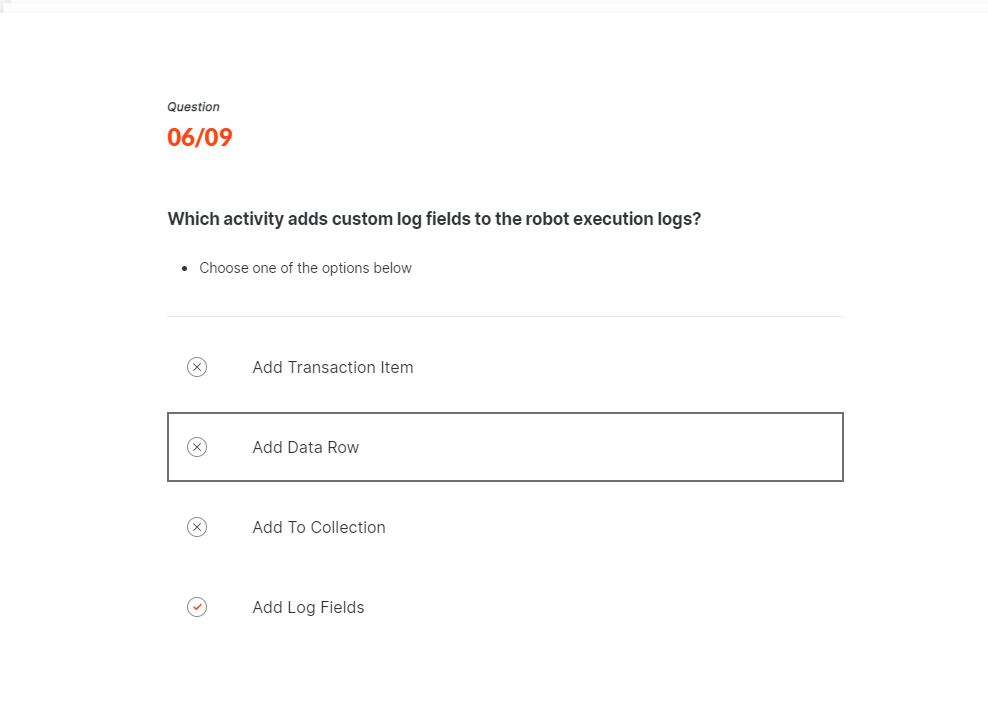 Question
06/09
Which activity adds custom log fields to the robot execution logs?
Choose one of the options below
Add Transaction Item
Add Data Row
Add To Collection
Add Log Fields